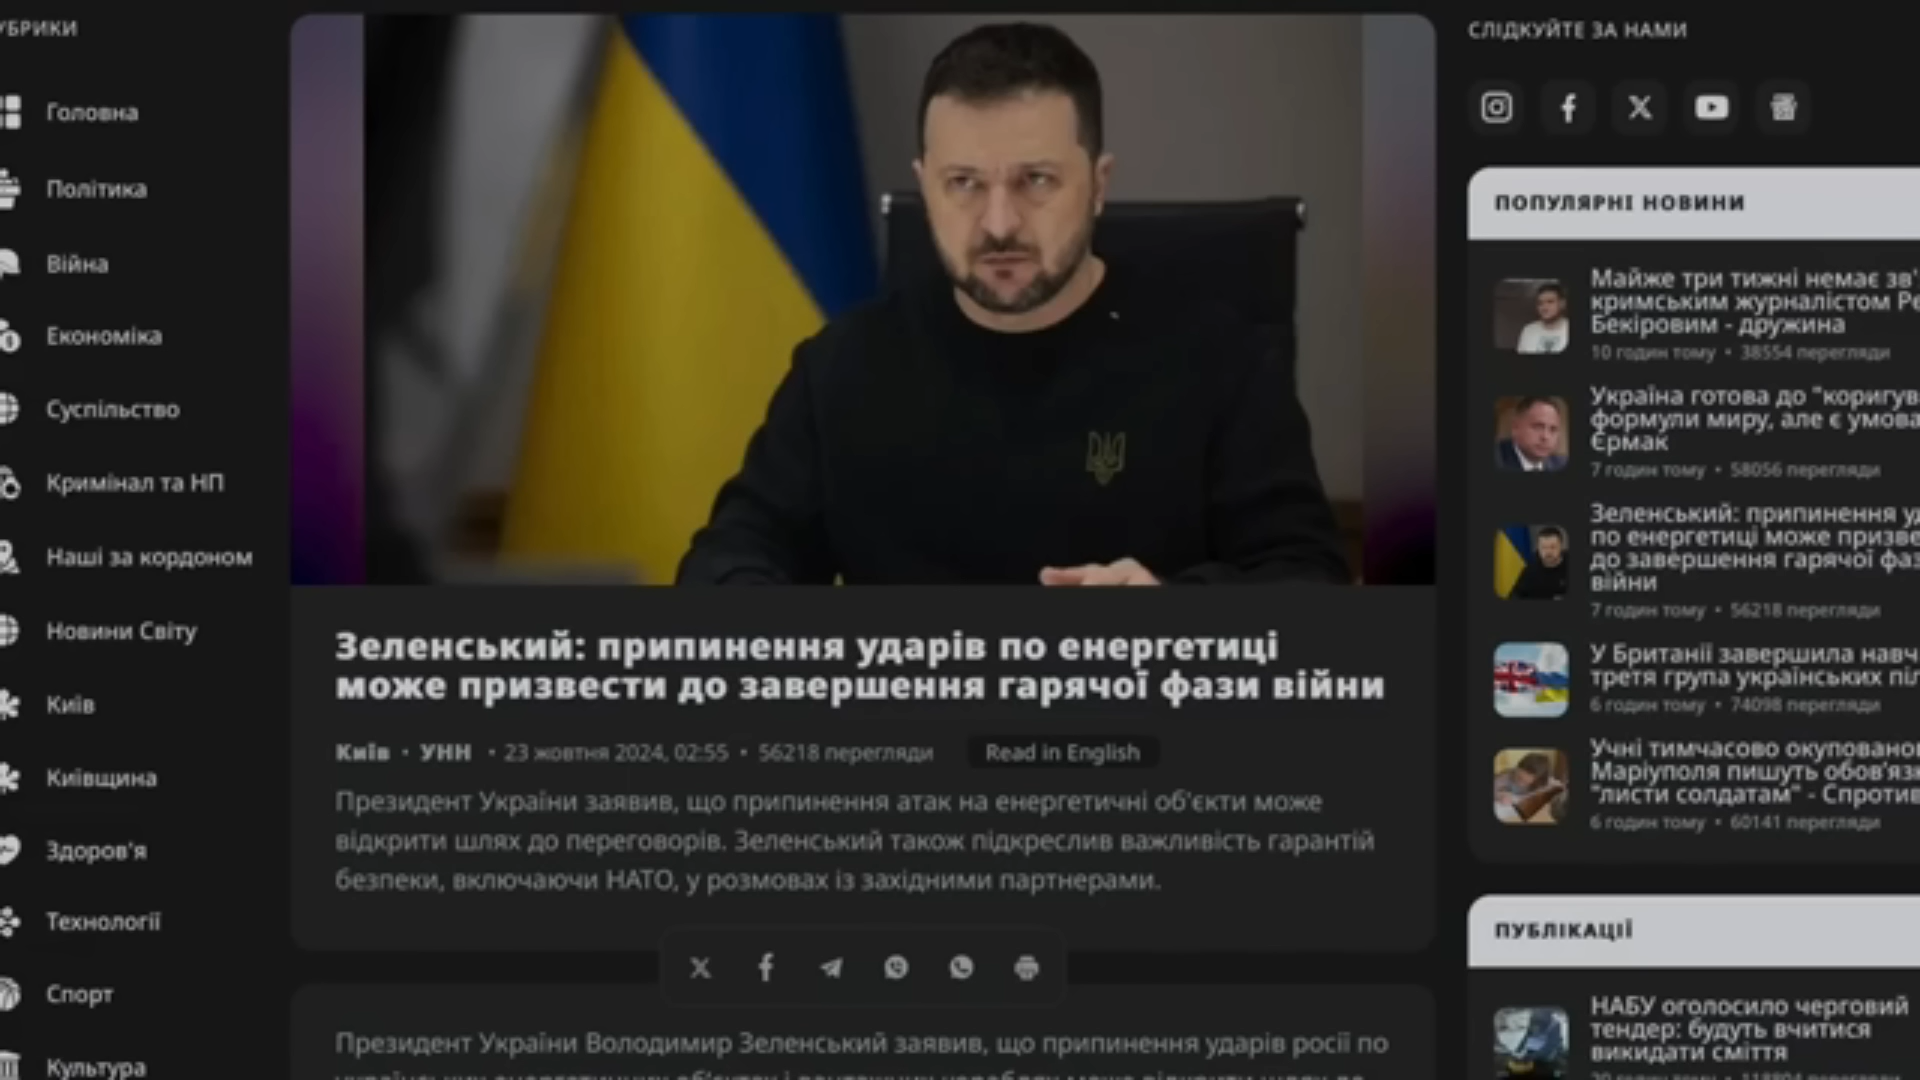 Головна
Політика
Війна
Економіка
Суспільство
Кримінал та НП
Наші за кордоном
Новини Світу
Київ
Київщина
Здоров'я
Технології
Спорт
Культура
Зеленський: припинення ударів по енергетиці
може призвести до завершення гарячої фази війни
Київ • УНН • 23 жовтня 2024, 02:55 • 56218 перегляди Read in English
Президент України заявив, що припинення атак на енергетичні об'єкти може
відкрити шлях до переговорів. Зеленський також підкреслив важливість гарантій
безпеки, включаючи НАТО, у розмовах із західними партнерами.
Президент України Володимир Зеленський заявив, що припинення ударів росії по
СЛІДКУЙТЕ ЗА НАМИ
ПОПУЛЯРНІ НОВИНИ
Майже три тижні немає зв'
кримським журналістом Ре
Бекіровим - дружина
10 годин тому • 38554 перегляди
Україна готова до "коригув
формули миру, але є умова
Єрмак
7 годин тому • 58056 перегляди
Зеленський: припинення уд
по енергетиці може призве
до завершення гарячої фаз
війни
7 годин тому • 56218 перегляди
У Британії завершила навч
третя група українських піл
6 годин тому • 74098 перегляди
Учні тимчасово окуповано
Маріуполя пишуть обов'язк
"листи солдатам" - Спротив
6 годин тому • 60141 перегляди
ПУБЛІКАЦІЇ
НАБУ оголосило черговий
тендер: будуть вчитися
викидати сміття